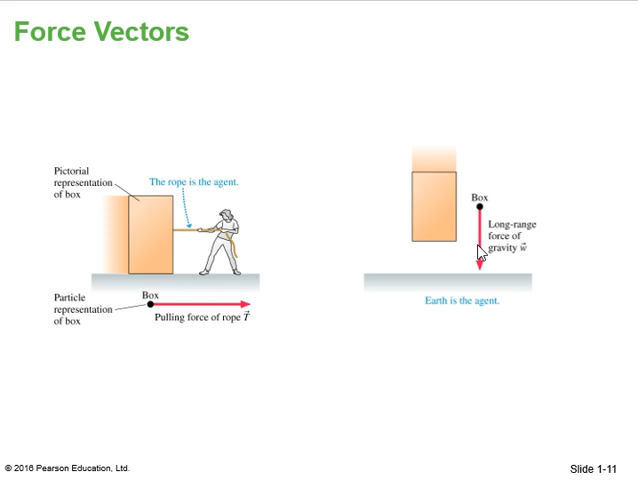 Force Vectors
Pictorial
representation
of box
The rope is the agent.
Particle
representation
of box
Box
Pulling force of rope T⃗
Box
Long-range
force of
gravity w⃗
Earth is the agent.
© 2016 Pearson Education, Ltd.
Slide 1-11